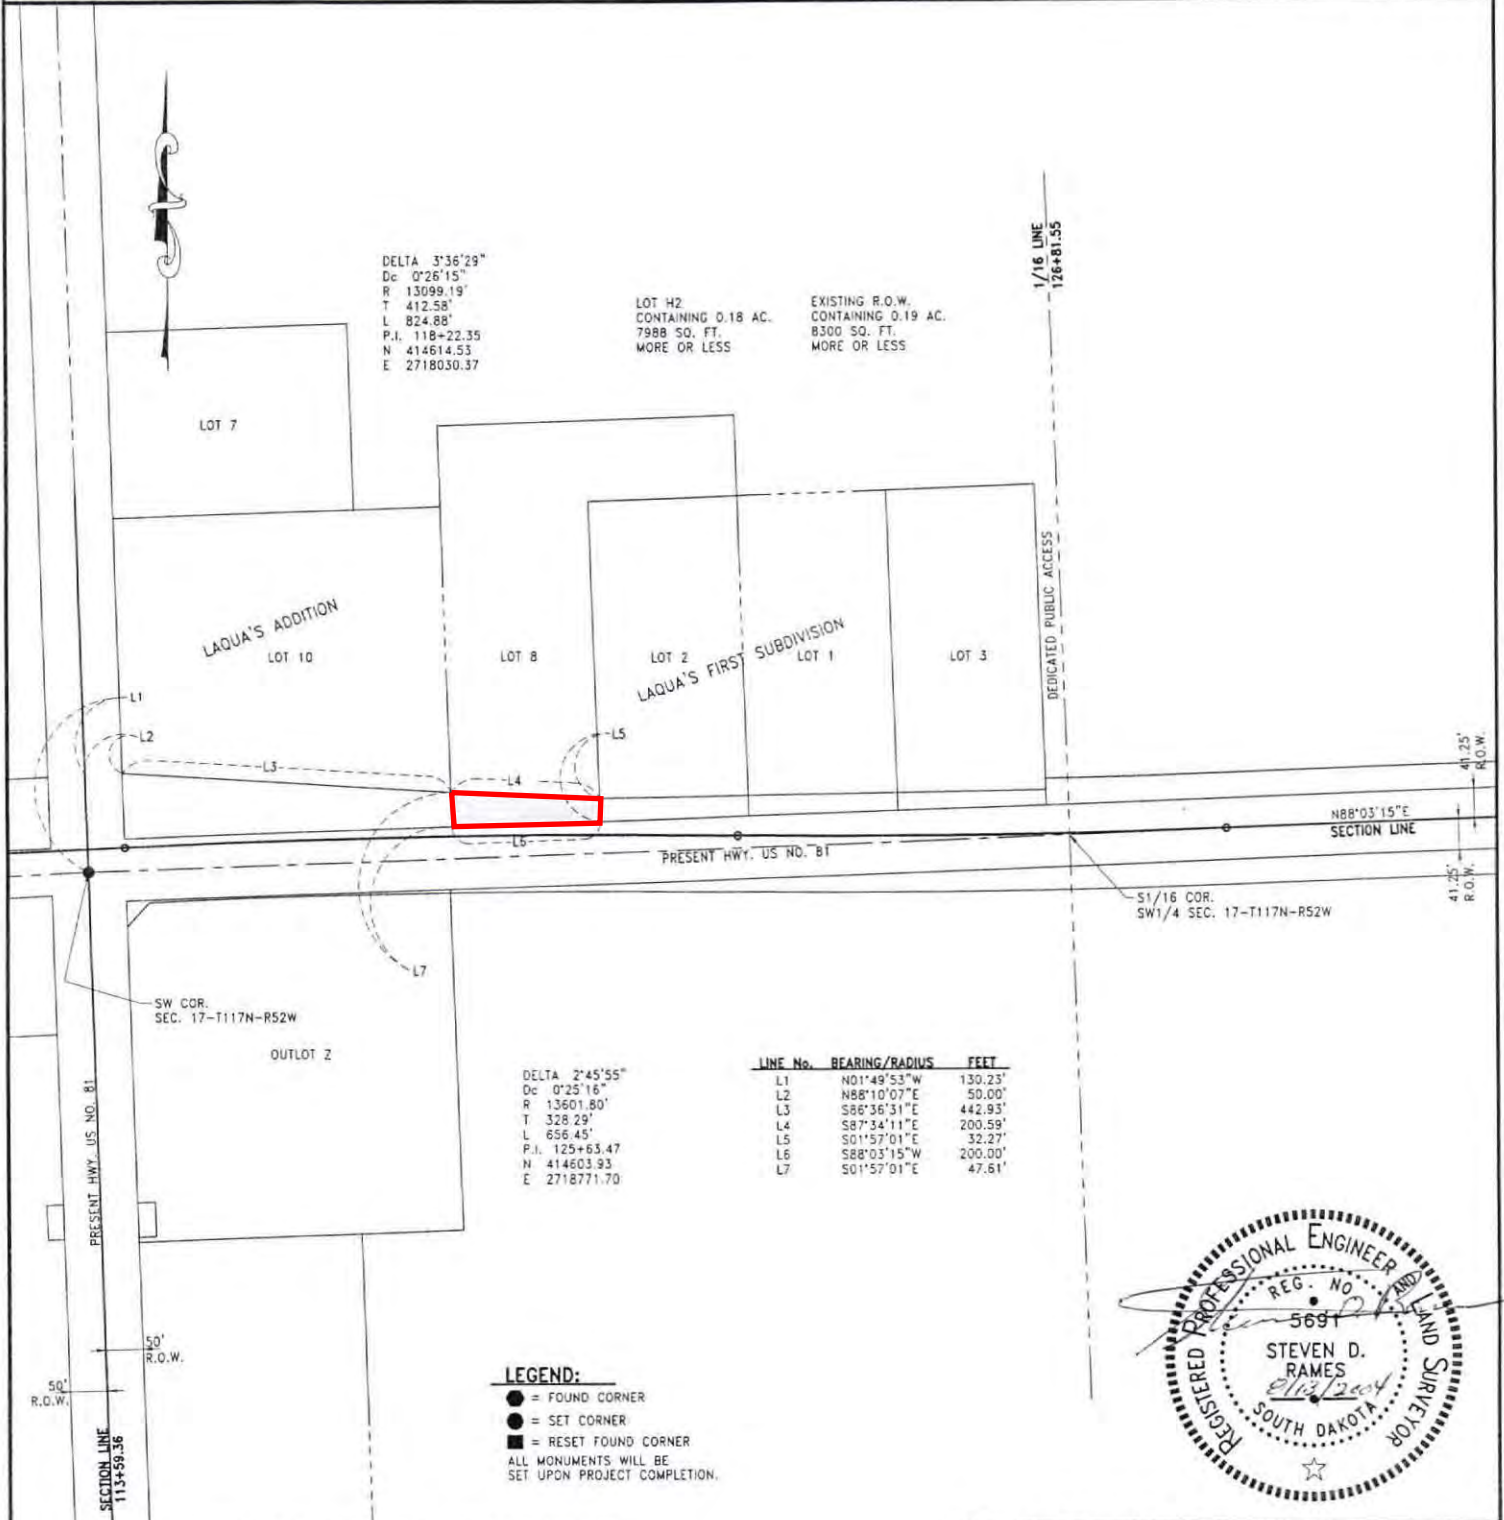 1/16 LINE
126+81.55
DELTA 3°36'29"
Dc 0°26'15"
R 13099.19'
T 412.58'
L 824.88'
P.I. 118+22.35
N 414614.53
E 2718030.37
LOT H2
CONTAINING 0.18 AC.
7988 SQ. FT.
MORE OR LESS
EXISTING R.O.W.
CONTAINING 0.19 AC.
8300 SQ. FT.
MORE OR LESS
LOT 7
DEDICATED PUBLIC ACCESS
LAQUA'S ADDITION
LOT 10
LOT 8
LOT 2
LAQUA'S FIRST SUBDIVISION
LOT 1
LOT 3
L1
L2
L3
L4
L5
L6
L7
41.25'
R.O.W.
N88°03'15"E
SECTION LINE
PRESENT HWY. US NO. 81
41.25'
R.O.W.
S1/16 COR.
SW1/4 SEC. 17-T117N-R52W
SW COR.
SEC. 17-T117N-R52W
OUTLOT Z
PRESENT HWY. US NO. 81
DELTA 2°45'55"
Dc 0°25'16"
R 13601.80'
T 328.29'
L 656.45'
P.I. 125+63.47
N 414603.93
E 2718771.70
LINE No. BEARING/RADIUS FEET
L1 N01°49'53"W 130.23'
L2 N88°10'07"E 50.00'
L3 S86°36'31"E 442.93'
L4 S87°34'11"E 200.59'
L5 S01°57'01"E 32.27'
L6 S88°03'15"W 200.00'
L7 S01°57'01"E 47.61'
50'
R.O.W.
50'
R.O.W.
SECTION LINE
113+59.36
LEGEND:
= FOUND CORNER
= SET CORNER
= RESET FOUND CORNER
ALL MONUMENTS WILL BE
SET UPON PROJECT COMPLETION.
REGISTERED PROFESSIONAL ENGINEER AND LAND SURVEYOR
REG. NO
5691
STEVEN D.
RAMES
8/13/2004
SOUTH DAKOTA